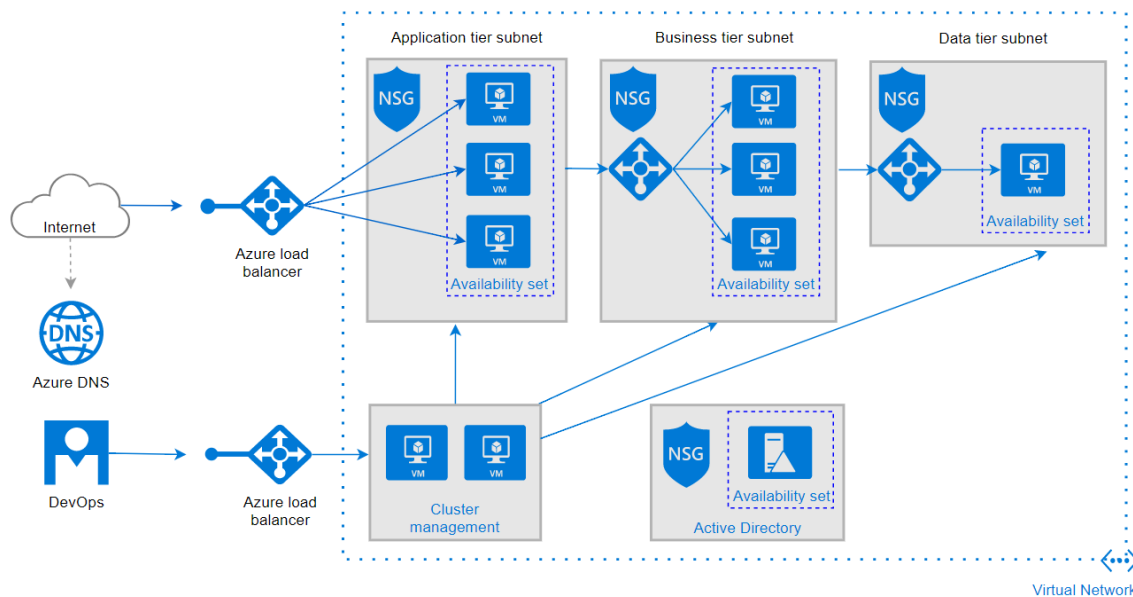 Application tier subnet
Business tier subnet
Data tier subnet
NSG
VM
VM
VM
Availability set
NSG
VM
VM
VM
Availability set
NSG
VM
Availability set
Internet
Azure load
balancer
DNS
Azure DNS
DevOps
Azure load
balancer
VM
VM
Cluster
management
NSG
Availability set
Active Directory
Virtual Network